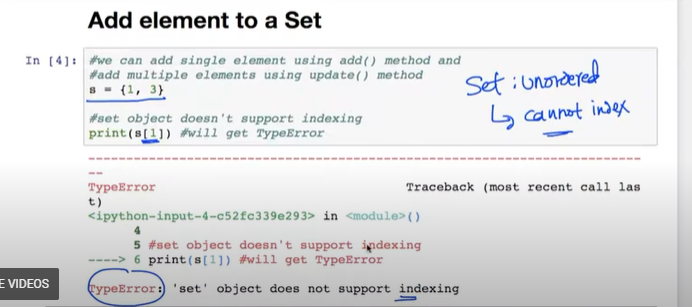 Add element to a Set
In [4]: #we can add single element using add() method and
#add multiple elements using update() method
s = {1, 3}
#set object doesn't support indexing
print(s[1]) #will get TypeError
Set : unordered
↳ cannot index
---------------------------------------------------------------------------
TypeError Traceback (most recent call las
t)
<ipython-input-4-c52fc339e293> in <module>()
4
5 #set object doesn't support indexing
----> 6 print(s[1]) #will get TypeError
TypeError: 'set' object does not support indexing
E VIDEOS